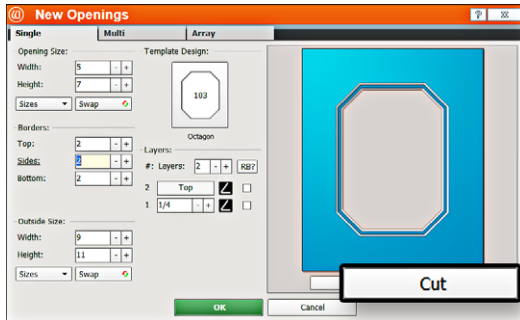 New Openings
? ⊠
Single Multi Array
Opening Size:
Width: 5 - +
Height: 7 - +
Sizes Swap
Borders:
Top: 2 - +
Sides: 2 - +
Bottom: 2 - +
Outside Size:
Width: 9 - +
Height: 11 - +
Sizes Swap
Template Design:
103
Octagon
Layers:
#: Layers: 2 - + RB?
2 Top
1 1/4 - +
Cut
OK Cancel